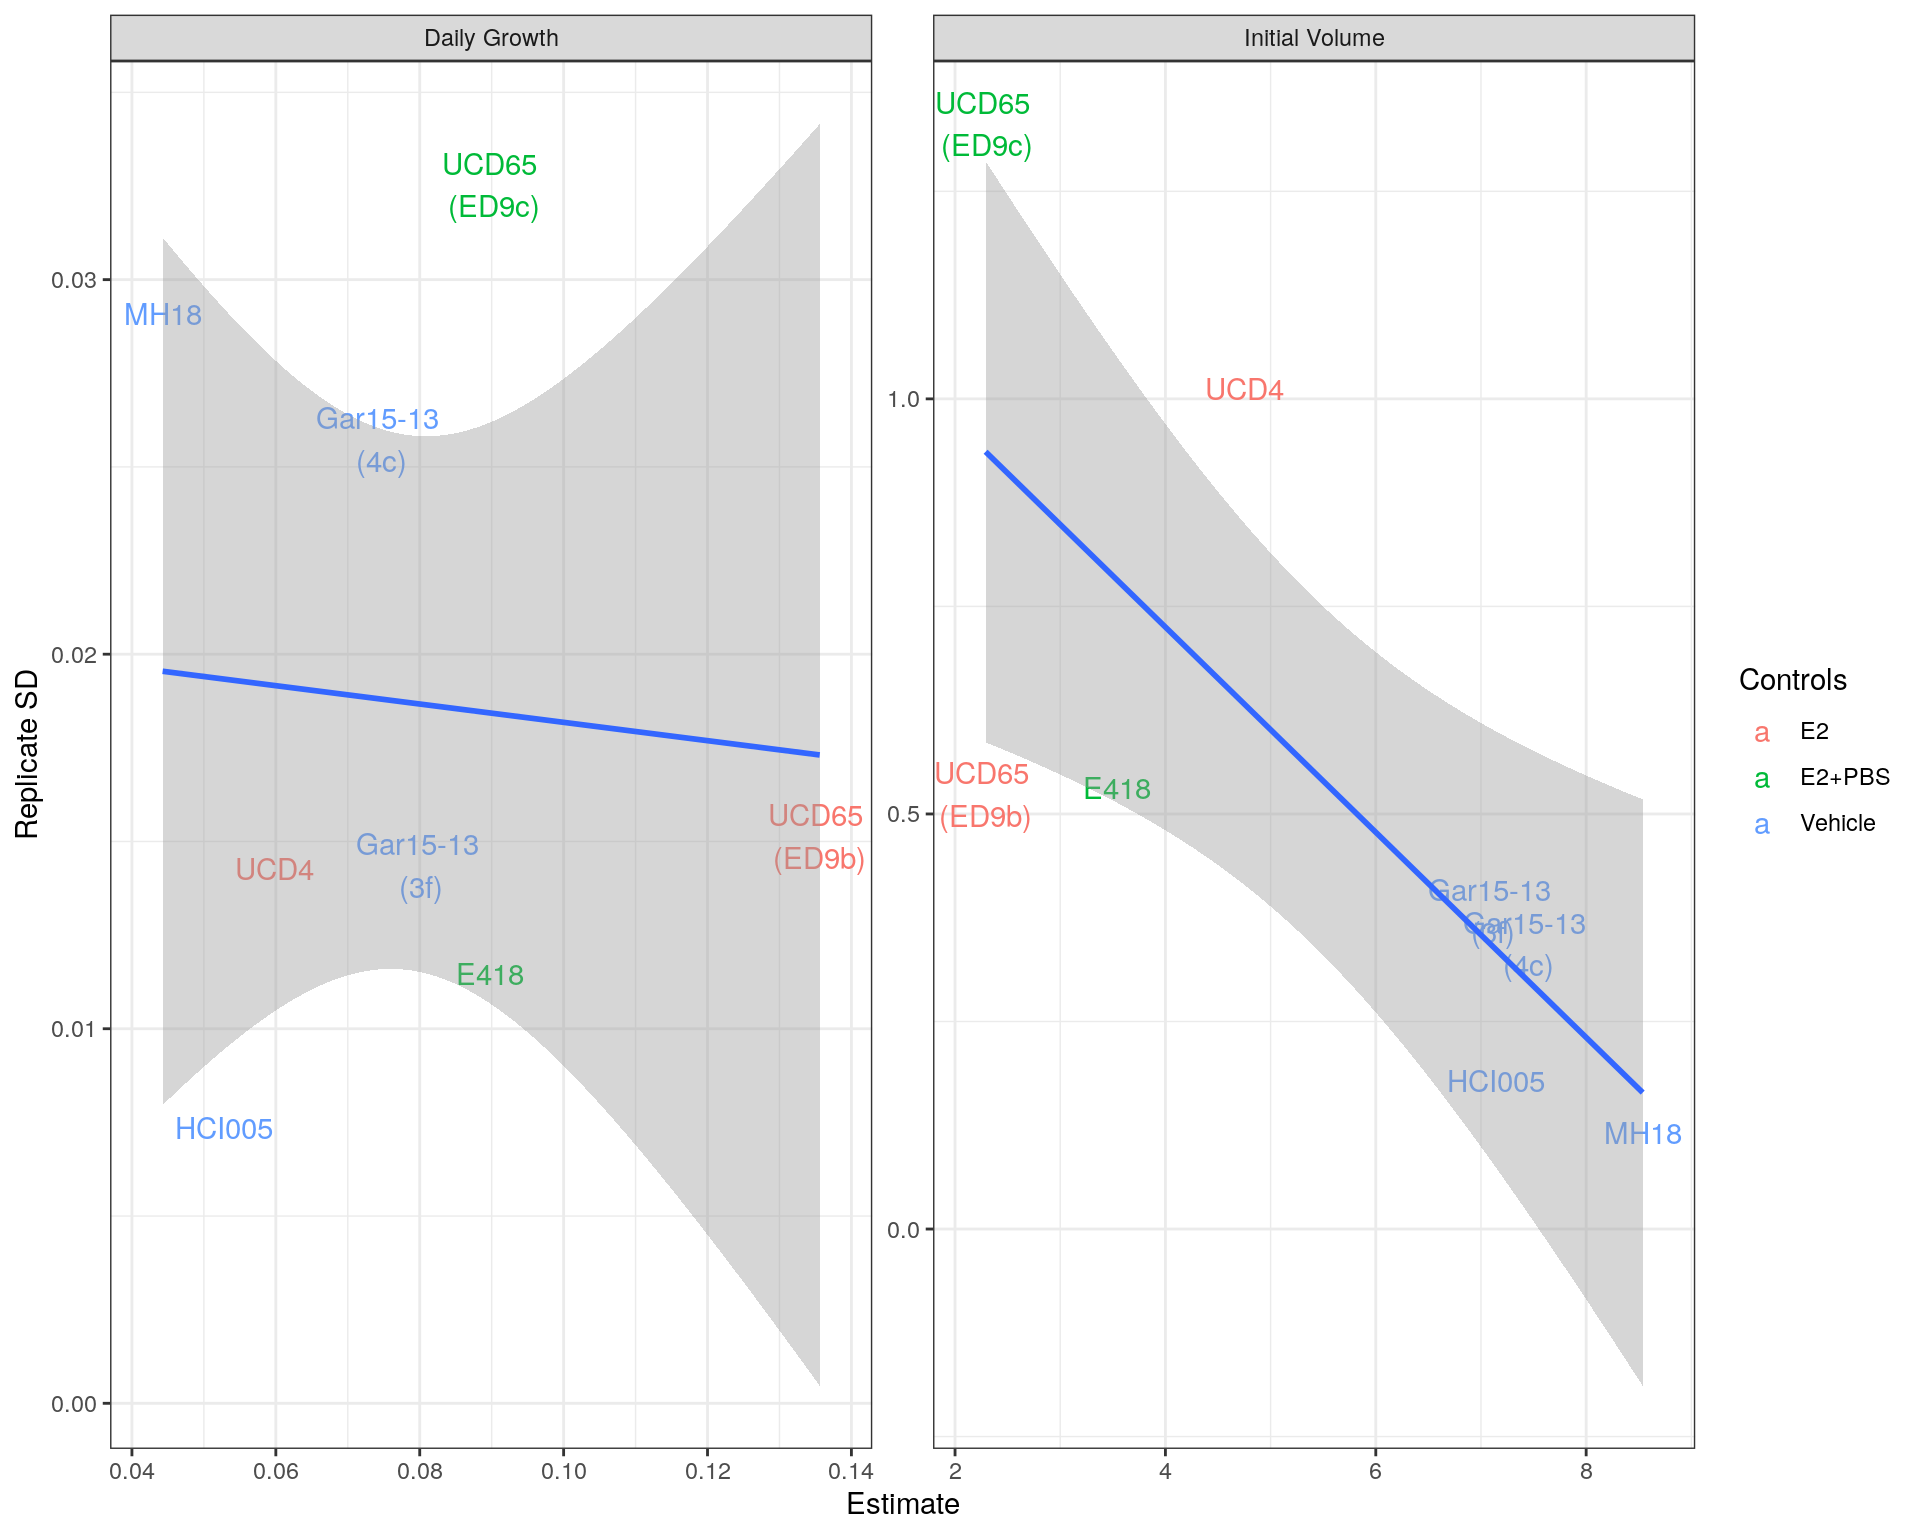 Daily Growth
Initial Volume
Replicate SD
0.03
0.02
0.01
0.00
UCD65
(ED9c)
MH18
Gar15-13
(4c)
UCD65
(ED9b)
Gar15-13
(3f)
UCD4
E418
HCI005
0.04
0.06
0.08
0.10
0.12
0.14
1.0
0.5
0.0
UCD65
(ED9c)
UCD4
UCD65
(ED9b)
E418
Gar15-13
(3f)
Gar15-13
(4c)
HCI005
MH18
2
4
6
8
Estimate
Controls
a E2
a E2+PBS
a Vehicle